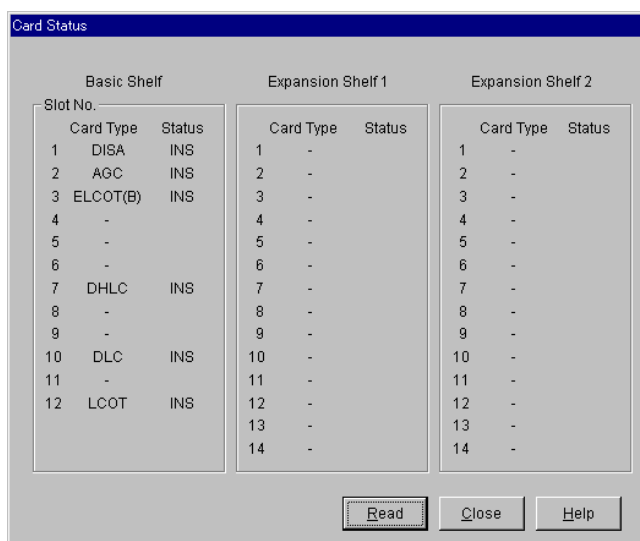 Card Status
Basic Shelf Expansion Shelf 1 Expansion Shelf 2
Slot No.
Card Type Status Card Type Status Card Type Status
1 DISA INS 1 - 1 -
2 AGC INS 2 - 2 -
3 ELCOT(B) INS 3 - 3 -
4 - 4 - 4 -
5 - 5 - 5 -
6 - 6 - 6 -
7 DHLC INS 7 - 7 -
8 - 8 - 8 -
9 - 9 - 9 -
10 DLC INS 10 - 10 -
11 - 11 - 11 -
12 LCOT INS 12 - 12 -
13 - 13 -
14 - 14 -
Read Close Help